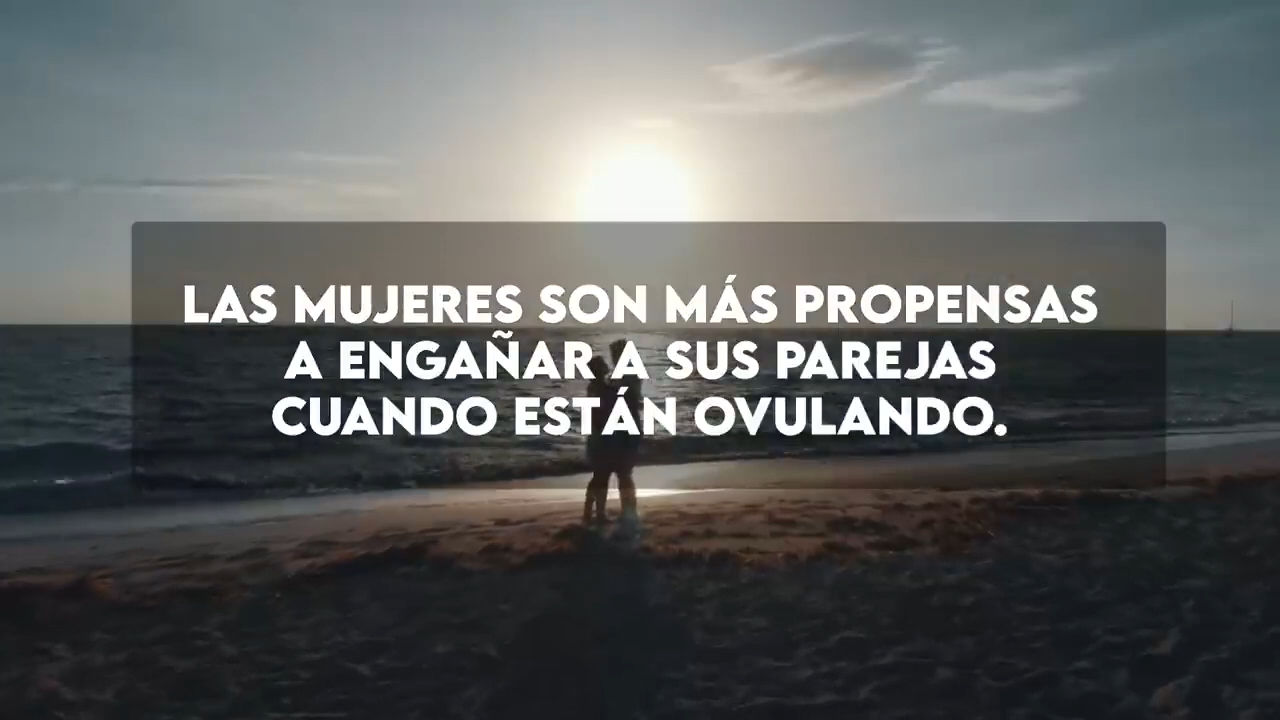 LAS MUJERES SON MÁS PROPENSAS
A ENGAÑAR A SUS PAREJAS
CUANDO ESTÁN OVULANDO.